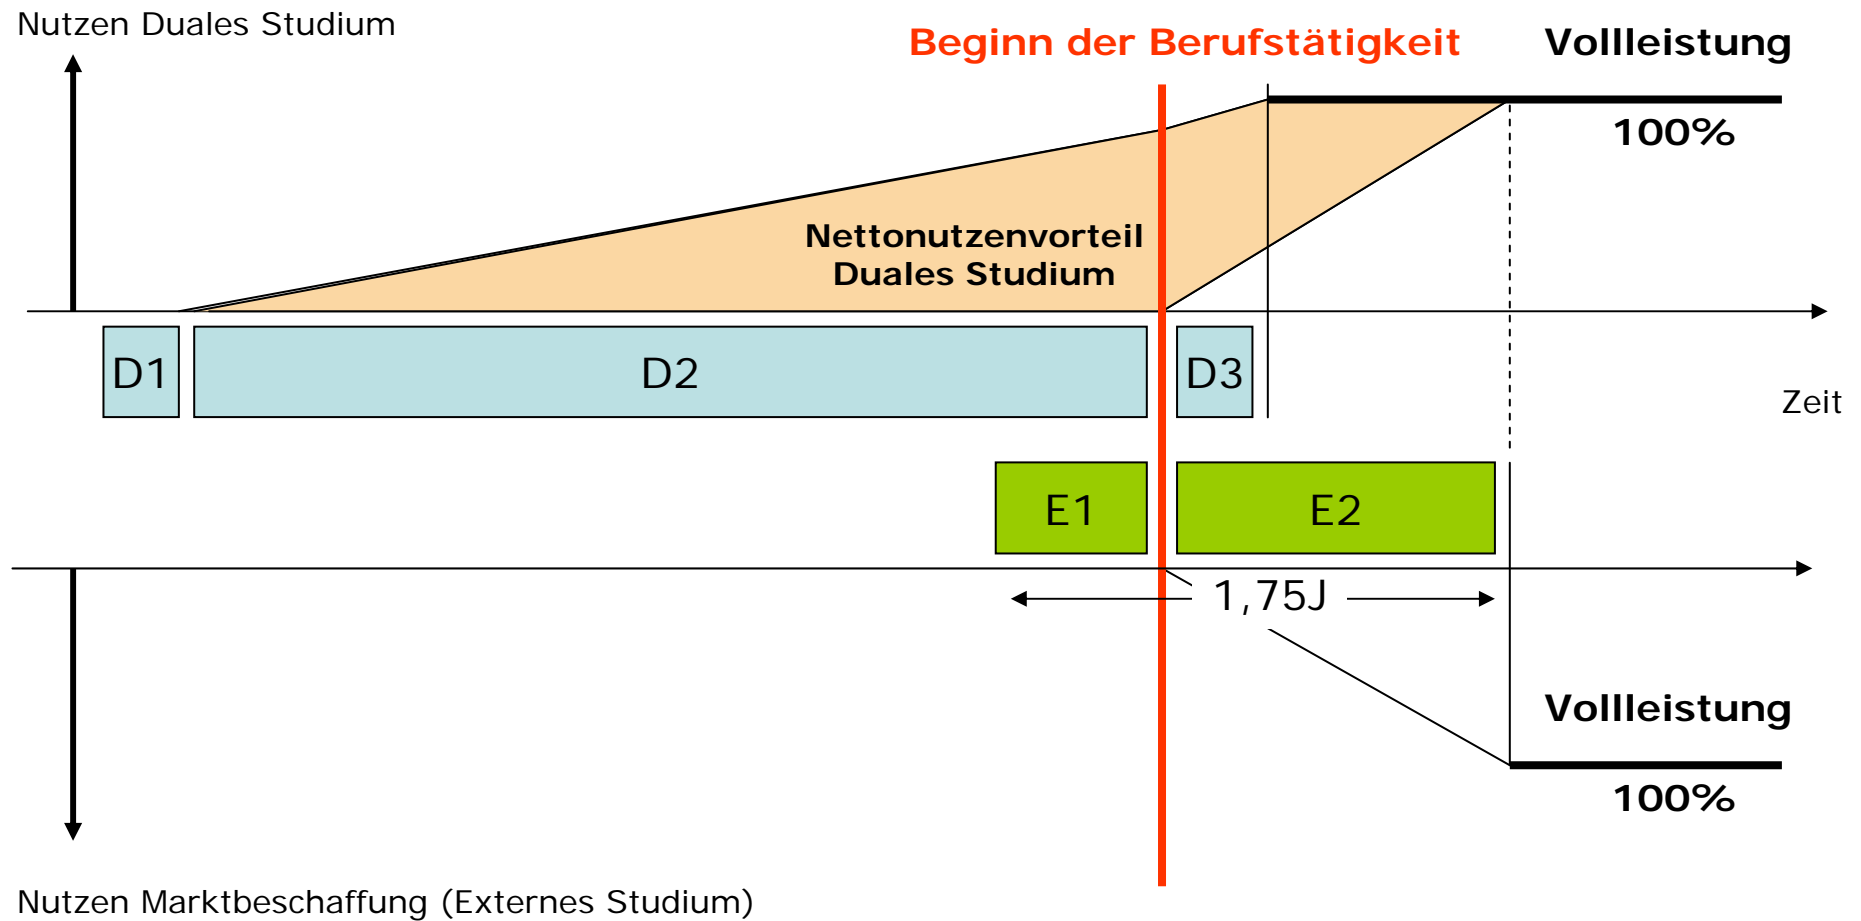 Nutzen Duales Studium
Beginn der Berufstätigkeit
Vollleistung
100%
Nettonutzenvorteil
Duales Studium
D1
D2
D3
Zeit
E1
E2
1,75J
Vollleistung
100%
Nutzen Marktbeschaffung (Externes Studium)